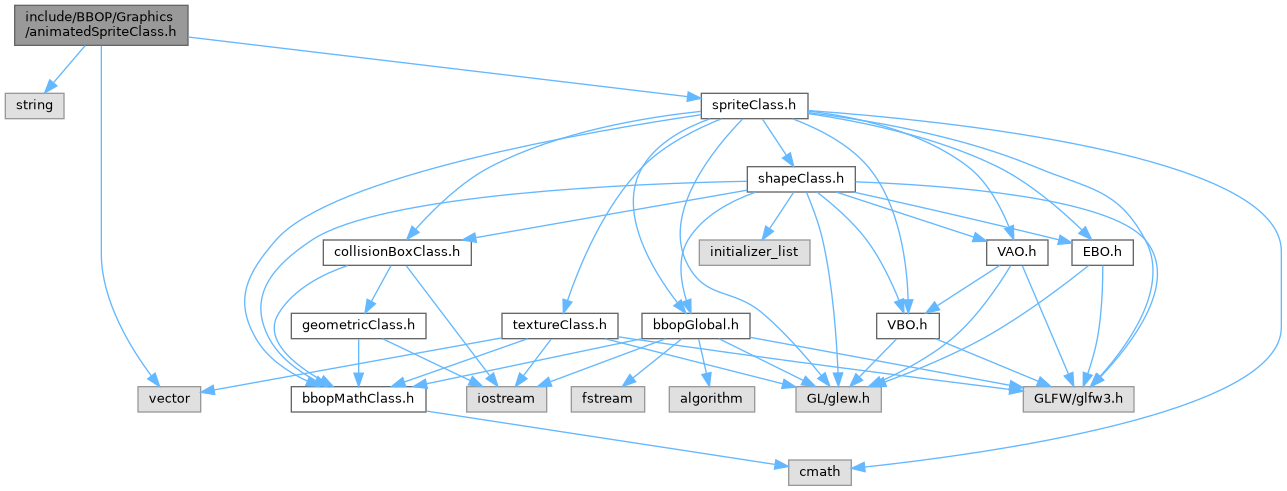 include/BBOP/Graphics
/animatedSpriteClass.h
string
spriteClass.h
shapeClass.h
collisionBoxClass.h
initializer_list
VAO.h
EBO.h
geometricClass.h
textureClass.h
bbopGlobal.h
VBO.h
vector
bbopMathClass.h
iostream
fstream
algorithm
GL/glew.h
GLFW/glfw3.h
cmath